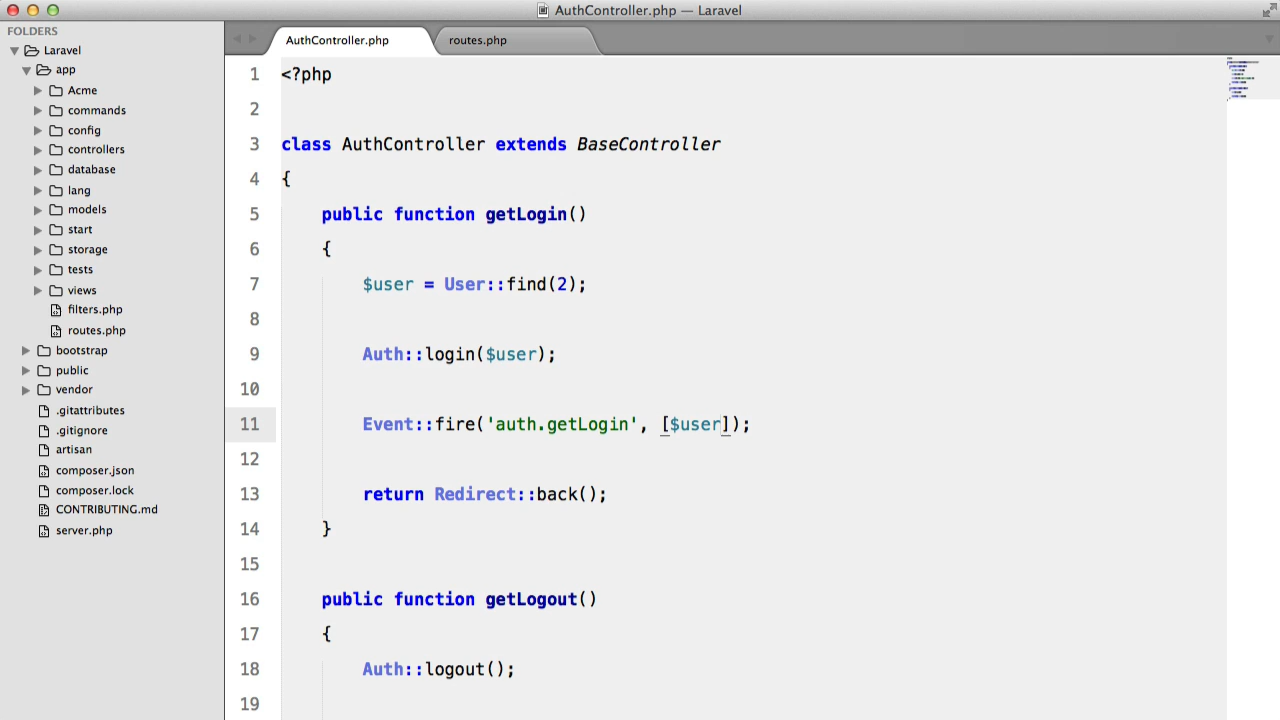 AuthController.php — Laravel
FOLDERS
Laravel
app
Acme
commands
config
controllers
database
lang
models
start
storage
tests
views
filters.php
routes.php
bootstrap
public
vendor
.gitattributes
.gitignore
artisan
composer.json
composer.lock
CONTRIBUTING.md
server.php
AuthController.php
routes.php
1 <?php
2
3 class AuthController extends BaseController
4 {
5     public function getLogin()
6     {
7         $user = User::find(2);
8
9         Auth::login($user);
10
11         Event::fire('auth.getLogin', [$user]);
12
13         return Redirect::back();
14     }
15
16     public function getLogout()
17     {
18         Auth::logout();
19